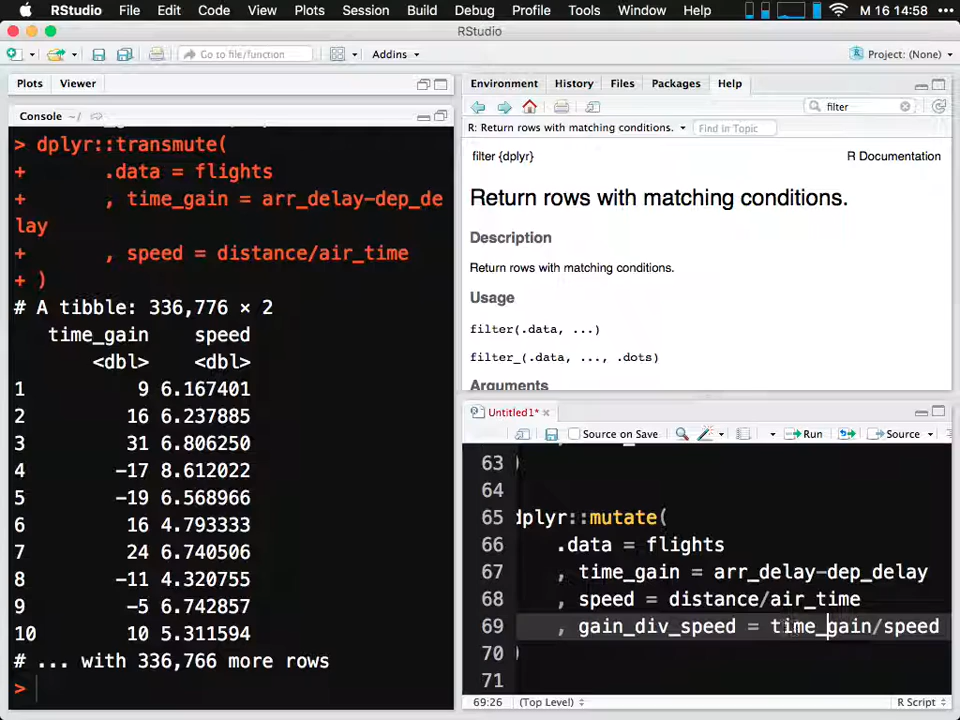 RStudio File Edit Code View Plots Session Build Debug Profile Tools Window Help M 16 14:58
RStudio
Go to file/function Addins Project: (None)
Plots Viewer
Console ~/
> dplyr::transmute(
+ .data = flights
+ , time_gain = arr_delay-dep_de
lay
+ , speed = distance/air_time
+ )
# A tibble: 336,776 × 2
time_gain speed
<dbl> <dbl>
1 9 6.167401
2 16 6.237885
3 31 6.806250
4 -17 8.612022
5 -19 6.568966
6 16 4.793333
7 24 6.740506
8 -11 4.320755
9 -5 6.742857
10 10 5.311594
# ... with 336,766 more rows
>
Environment History Files Packages Help
filter
R: Return rows with matching conditions. Find in Topic
filter {dplyr} R Documentation
Return rows with matching conditions.
Description
Return rows with matching conditions.
Usage
filter(.data, ...)
filter_(.data, ..., .dots)
Arguments
Untitled1*
Source on Save Run Source
63 )
64
65 dplyr::mutate(
66 .data = flights
67 , time_gain = arr_delay-dep_delay
68 , speed = distance/air_time
69 , gain_div_speed = time_gain/speed
70 )
71
69:26 (Top Level) R Script